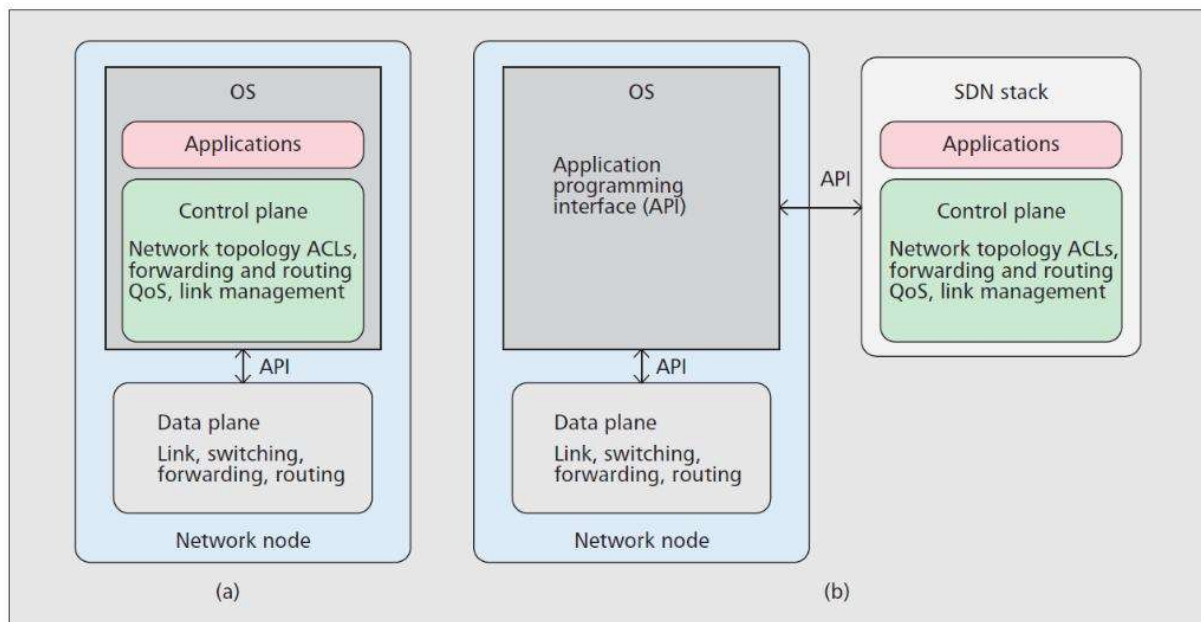 OS
Applications
Control plane
Network topology ACLs,
forwarding and routing
QoS, link management
API
Data plane
Link, switching,
forwarding, routing
Network node
(a)
OS
Application
programming
interface (API)
API
Data plane
Link, switching,
forwarding, routing
Network node
API
SDN stack
Applications
Control plane
Network topology ACLs,
forwarding and routing
QoS, link management
(b)